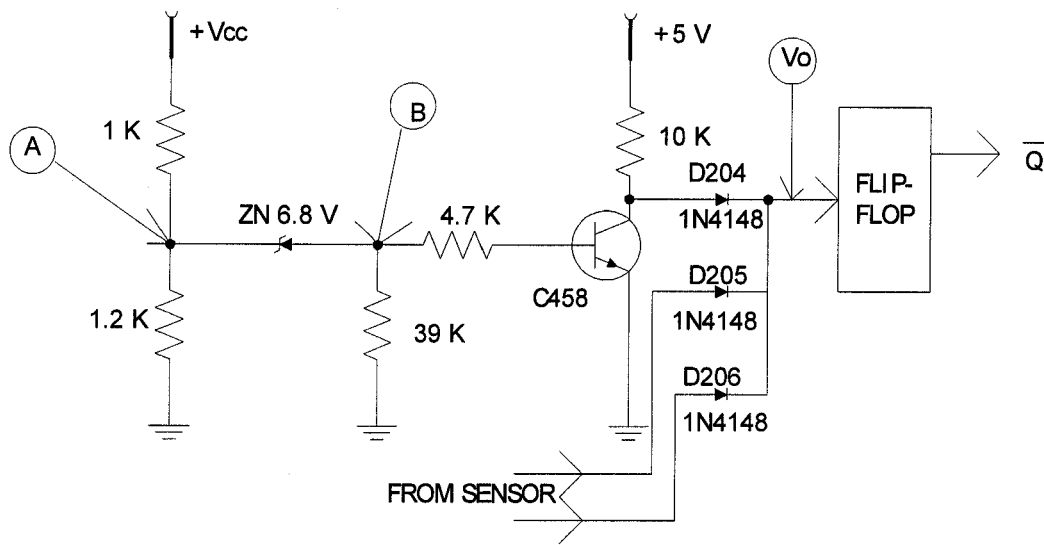 +Vcc
+5 V
Vo
B
A
1 K
10 K
D204
Q
ZN 6.8 V
4.7 K
1N4148
FLIP-
FLOP
D205
C458
1.2 K
39 K
1N4148
D206
1N4148
FROM SENSOR